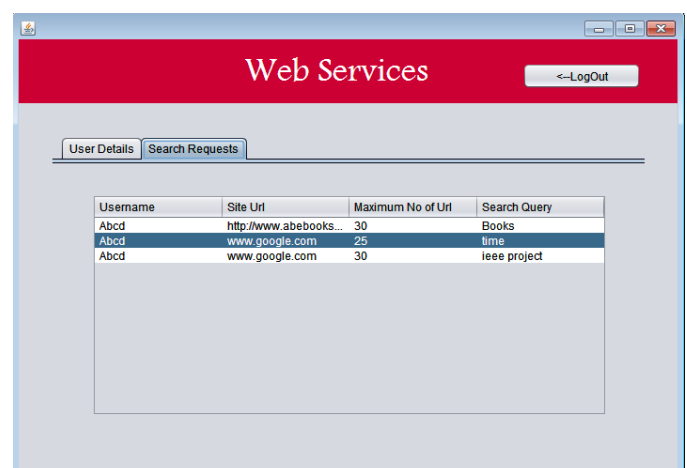 Web Services
<--LogOut
User Details Search Requests
Username Site Url Maximum No of Url Search Query
Abcd http://www.abebooks... 30 Books
Abcd www.google.com 25 time
Abcd www.google.com 30 ieee project